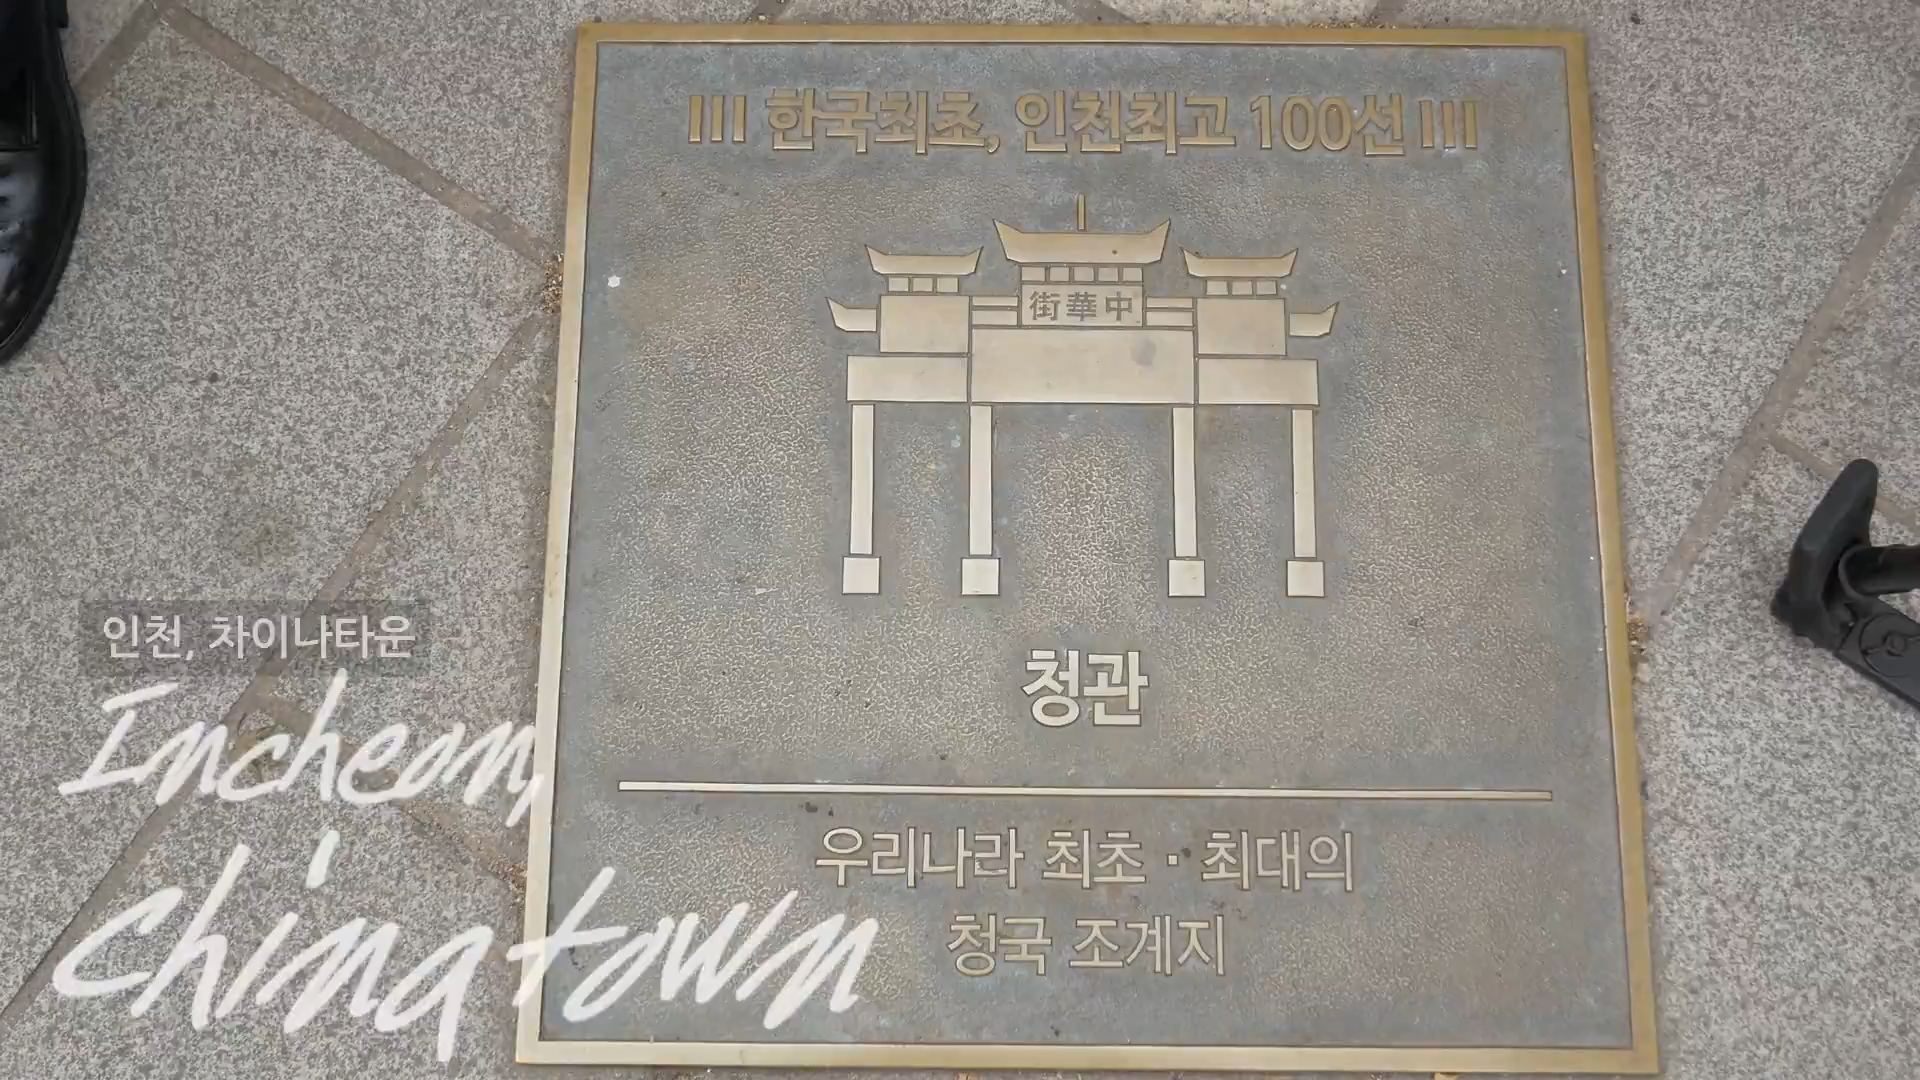 III 한국최초, 인천최고 100선 III
街華中
청관
우리나라 최초·최대의
청국 조계지
인천, 차이나타운
Incheon,
chinatown